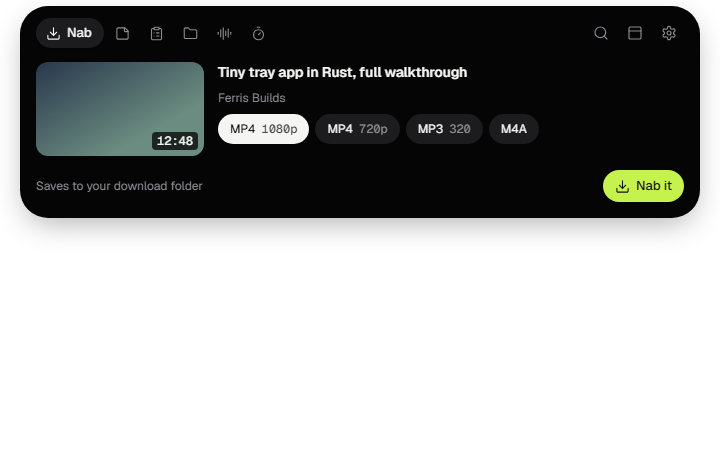 Nab
Tiny tray app in Rust, full walkthrough
Ferris Builds
12:48
MP4 1080p MP4 720p MP3 320 M4A
Saves to your download folder
Nab it